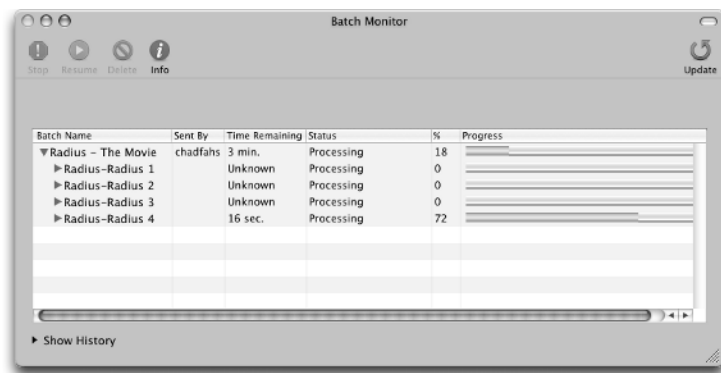 Batch Monitor
Stop Resume Delete Info Update
Batch Name Sent By Time Remaining Status % Progress
Radius - The Movie chadfahs 3 min. Processing 18
Radius-Radius 1 Unknown Processing 0
Radius-Radius 2 Unknown Processing 0
Radius-Radius 3 Unknown Processing 0
Radius-Radius 4 16 sec. Processing 72
Show History